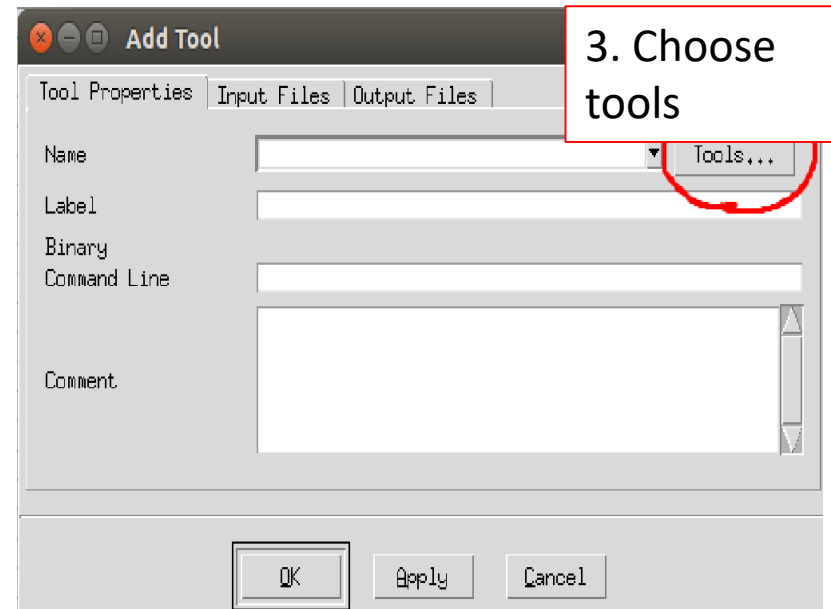 Add Tool
3. Choose
tools
Tool Properties Input Files Output Files
Name Tools...
Label
Binary
Command Line
Comment
OK Apply Cancel